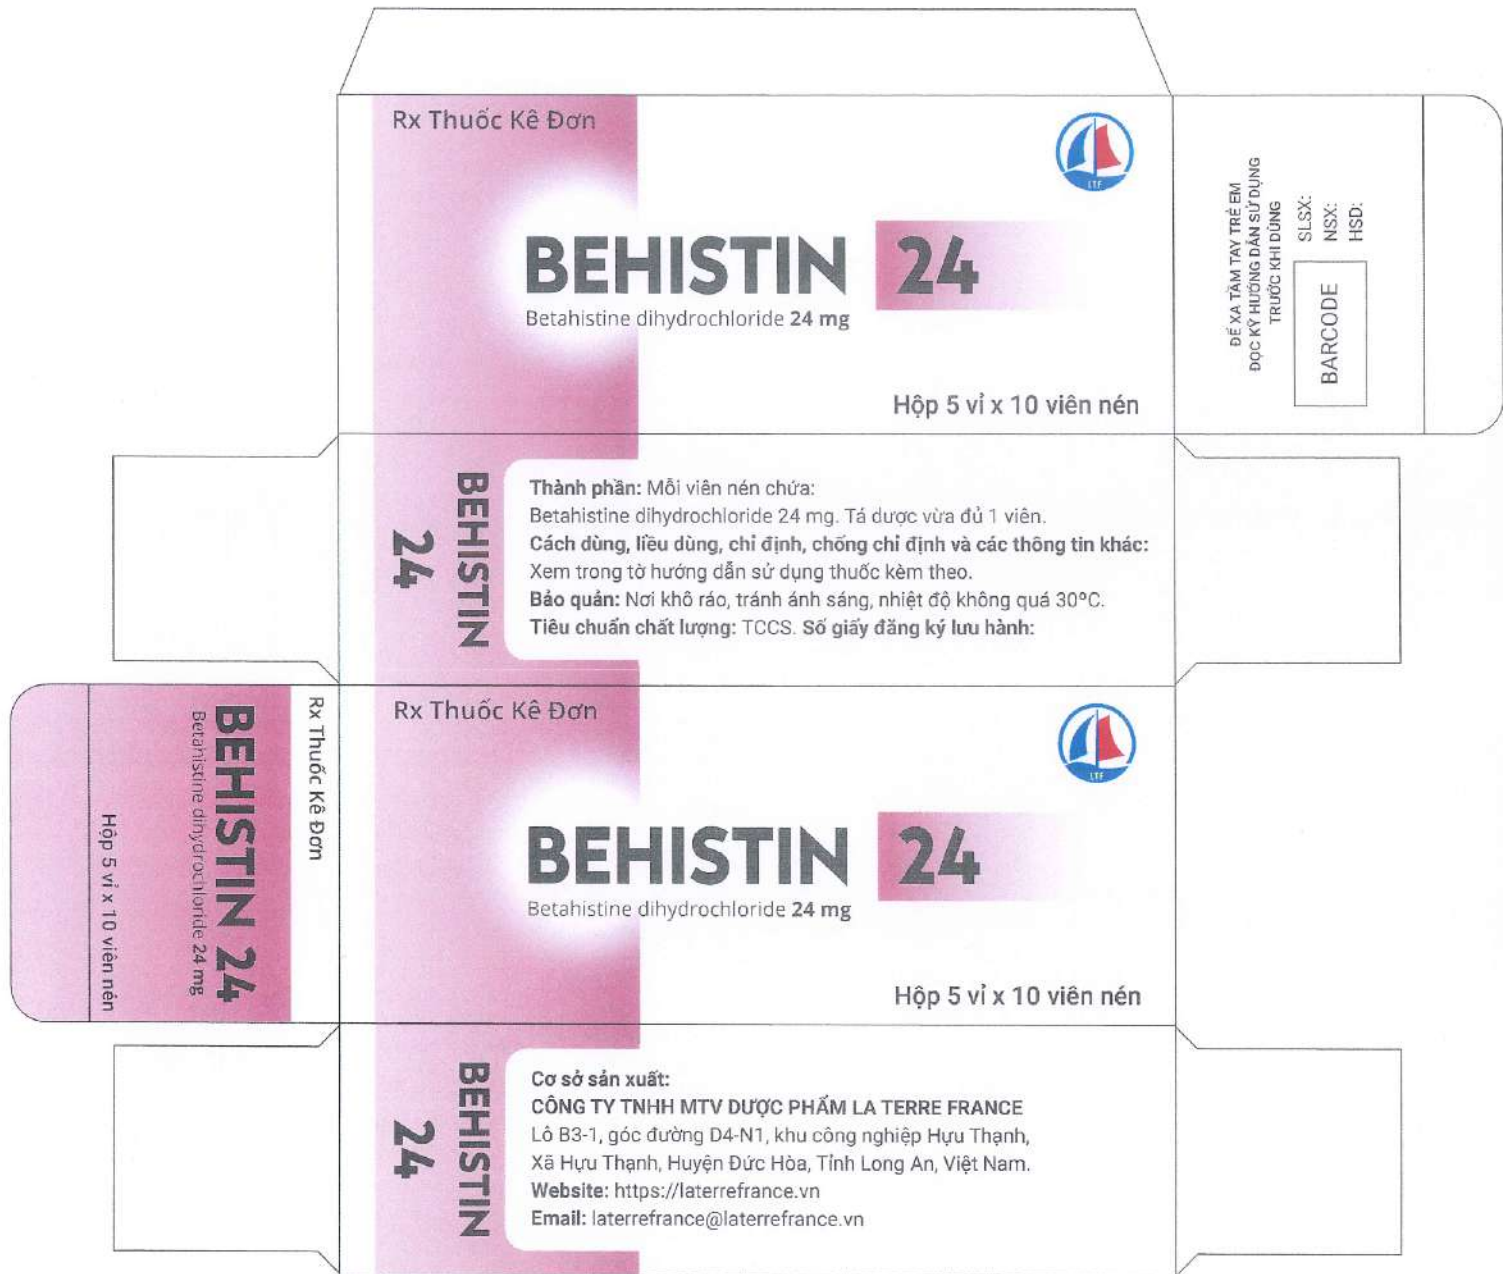 Rx Thuốc Kê Đơn
LTF
BEHISTIN 24
Betahistine dihydrochloride 24 mg
Hộp 5 vỉ x 10 viên nén
ĐỂ XA TẦM TAY TRẺ EM
ĐỌC KỸ HƯỚNG DẪN SỬ DỤNG
TRƯỚC KHI DÙNG
SLSX:
NSX:
HSD:
BARCODE
BEHISTIN
24
Thành phần: Mỗi viên nén chứa:
Betahistine dihydrochloride 24 mg. Tá dược vừa đủ 1 viên.
Cách dùng, liều dùng, chỉ định, chống chỉ định và các thông tin khác:
Xem trong tờ hướng dẫn sử dụng thuốc kèm theo.
Bảo quản: Nơi khô ráo, tránh ánh sáng, nhiệt độ không quá 30ºC.
Tiêu chuẩn chất lượng: TCCS. Số giấy đăng ký lưu hành:
Rx Thuốc Kê Đơn
BEHISTIN 24
Betahistine dihydrochloride 24 mg
Hộp 5 vỉ x 10 viên nén
Rx Thuốc Kê Đơn
LTF
BEHISTIN 24
Betahistine dihydrochloride 24 mg
Hộp 5 vỉ x 10 viên nén
BEHISTIN
24
Cơ sở sản xuất:
CÔNG TY TNHH MTV DƯỢC PHẨM LA TERRE FRANCE
Lô B3-1, góc đường D4-N1, khu công nghiệp Hựu Thạnh,
Xã Hựu Thạnh, Huyện Đức Hòa, Tỉnh Long An, Việt Nam.
Website: https://laterrefrance.vn
Email: laterrefrance@laterrefrance.vn